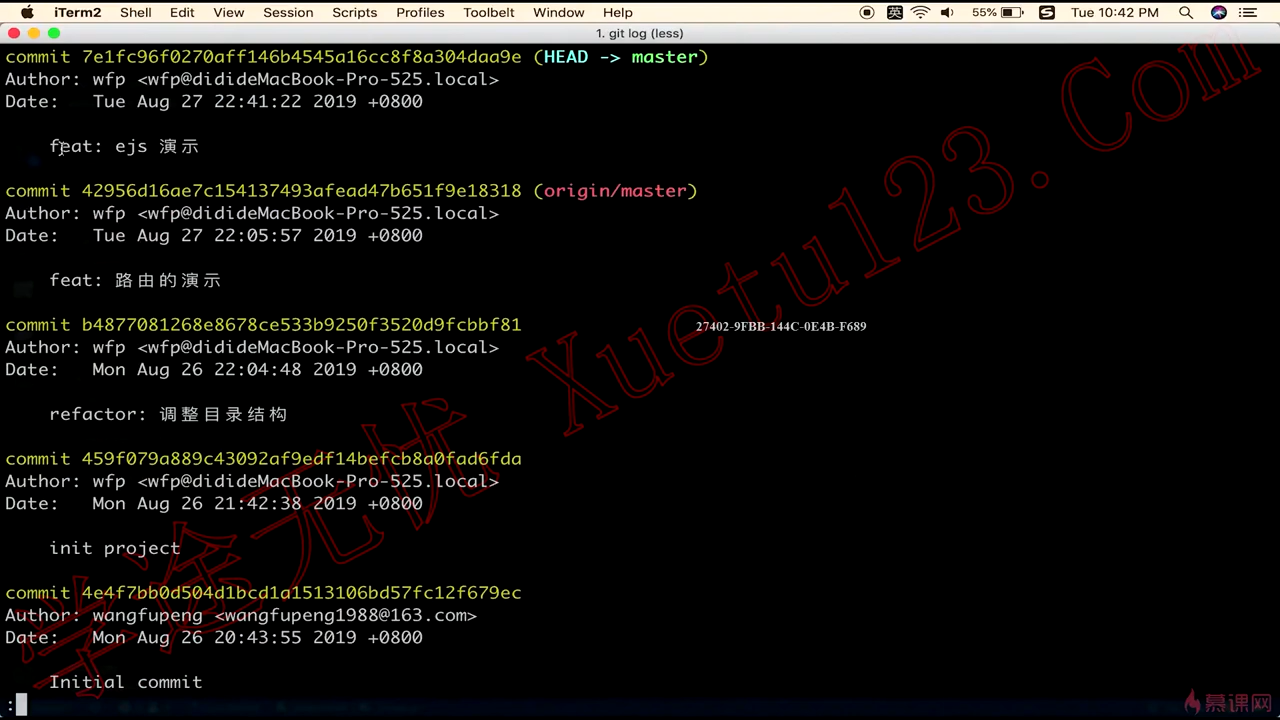 iTerm2 Shell Edit View Session Scripts Profiles Toolbelt Window Help 英 55% S Tue 10:42 PM
1. git log (less)
commit 7e1fc96f0270aff146b4545a16cc8f8a304daa9e (HEAD -> master)
Author: wfp <wfp@didideMacBook-Pro-525.local>
Date: Tue Aug 27 22:41:22 2019 +0800
feat: ejs 演示
commit 42956d16ae7c154137493afead47b651f9e18318 (origin/master)
Author: wfp <wfp@didideMacBook-Pro-525.local>
Date: Tue Aug 27 22:05:57 2019 +0800
feat: 路由的演示
commit b4877081268e8678ce533b9250f3520d9fcbbf81
27402-9FBB-144C-0E4B-F689
Author: wfp <wfp@didideMacBook-Pro-525.local>
Date: Mon Aug 26 22:04:48 2019 +0800
refactor: 调整目录结构
commit 459f079a889c43092af9edf14befcb8a0fad6fda
Author: wfp <wfp@didideMacBook-Pro-525.local>
Date: Mon Aug 26 21:42:38 2019 +0800
init project
commit 4e4f7bb0d504d1bcd1a1513106bd57fc12f679ec
Author: wangfupeng <wangfupeng1988@163.com>
Date: Mon Aug 26 20:43:55 2019 +0800
Initial commit
:
学途无忧 Xuetu123.Com
慕课网